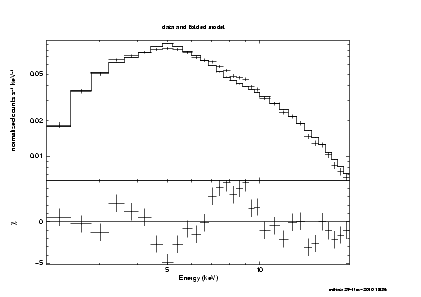 data and folded model
normalized counts s⁻¹ keV⁻¹
0.05
0.02
0.01
χ
0
−5
5
10
Energy (keV)